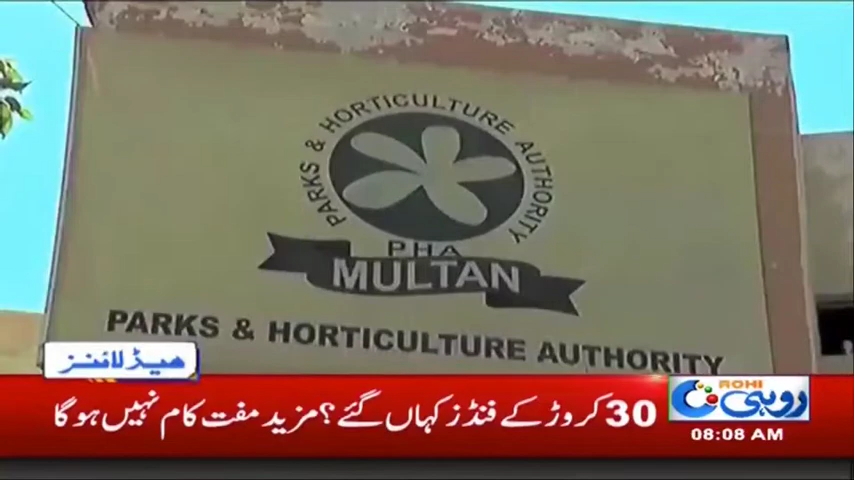 PARKS & HORTICULTURE AUTHORITY
PHA
MULTAN
PARKS & HORTICULTURE AUTHORITY
ھیڈلائنز
30 کروڑ کے فنڈز کہاں گئے؟ مزید مفت کام نہیں ہوگا
ROHI
روہی
08:08 AM